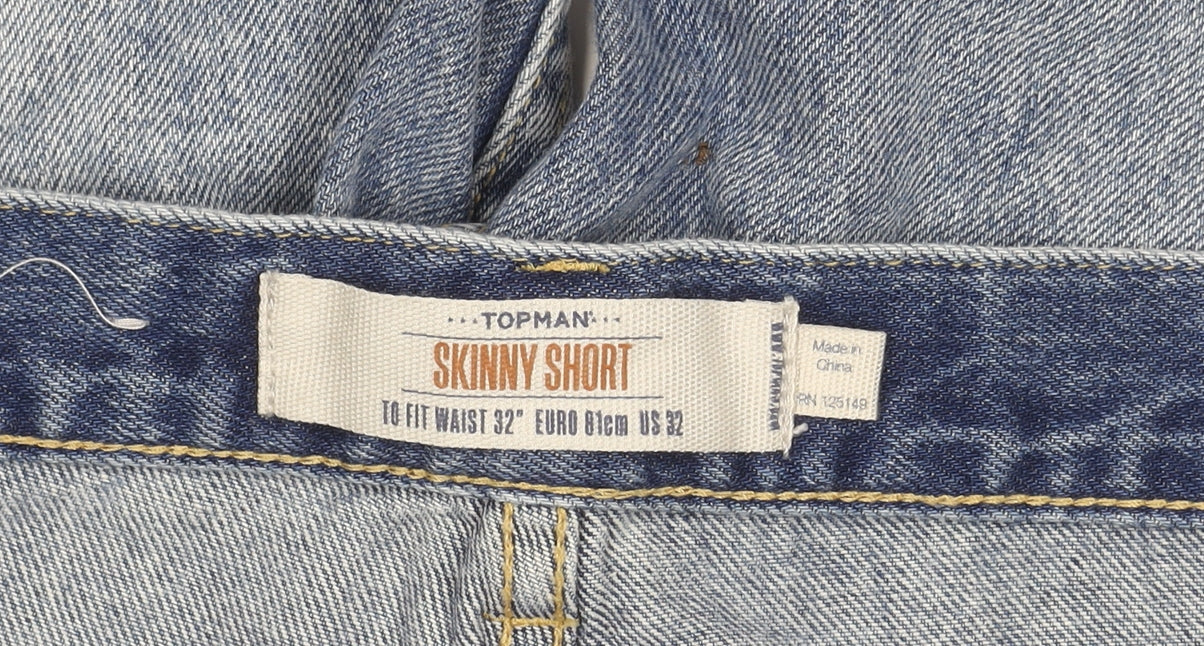 TOPMAN
SKINNY SHORT
TO FIT WAIST 32" EURO 81cm US 32
Made in
China
RN 125149